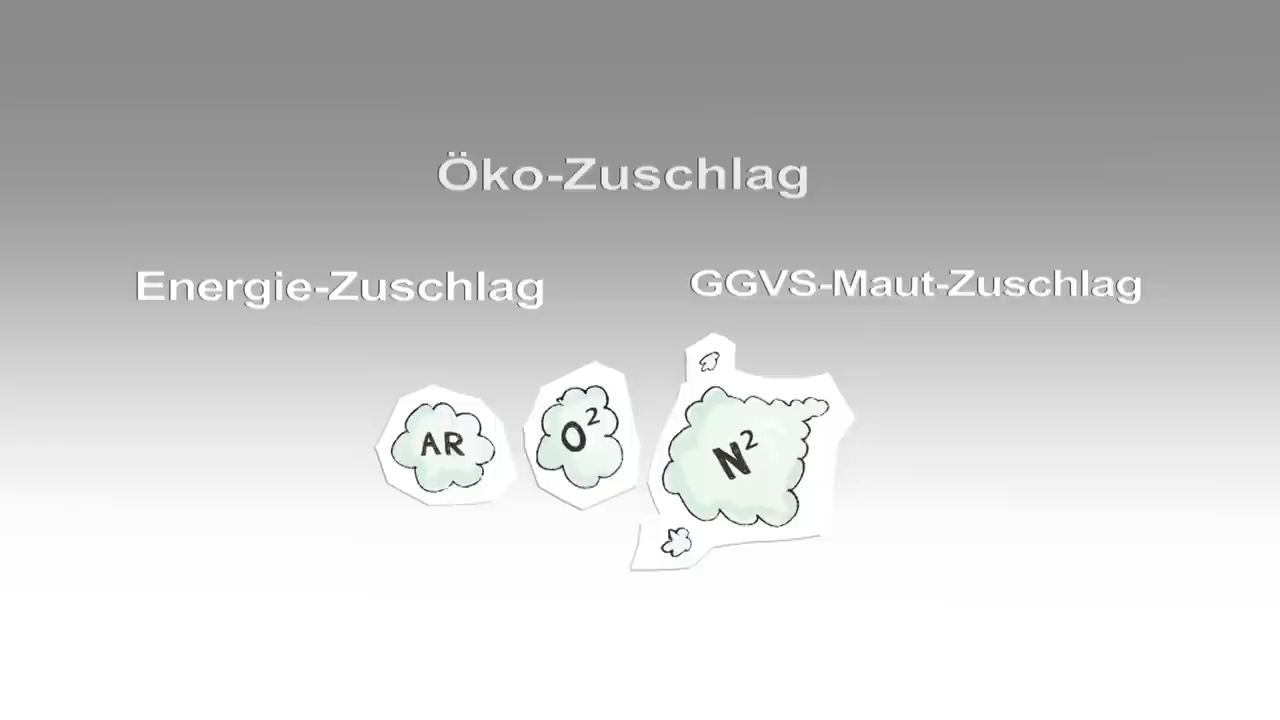 Öko-Zuschlag
Energie-Zuschlag
GGVS-Maut-Zuschlag
AR
O²
N²